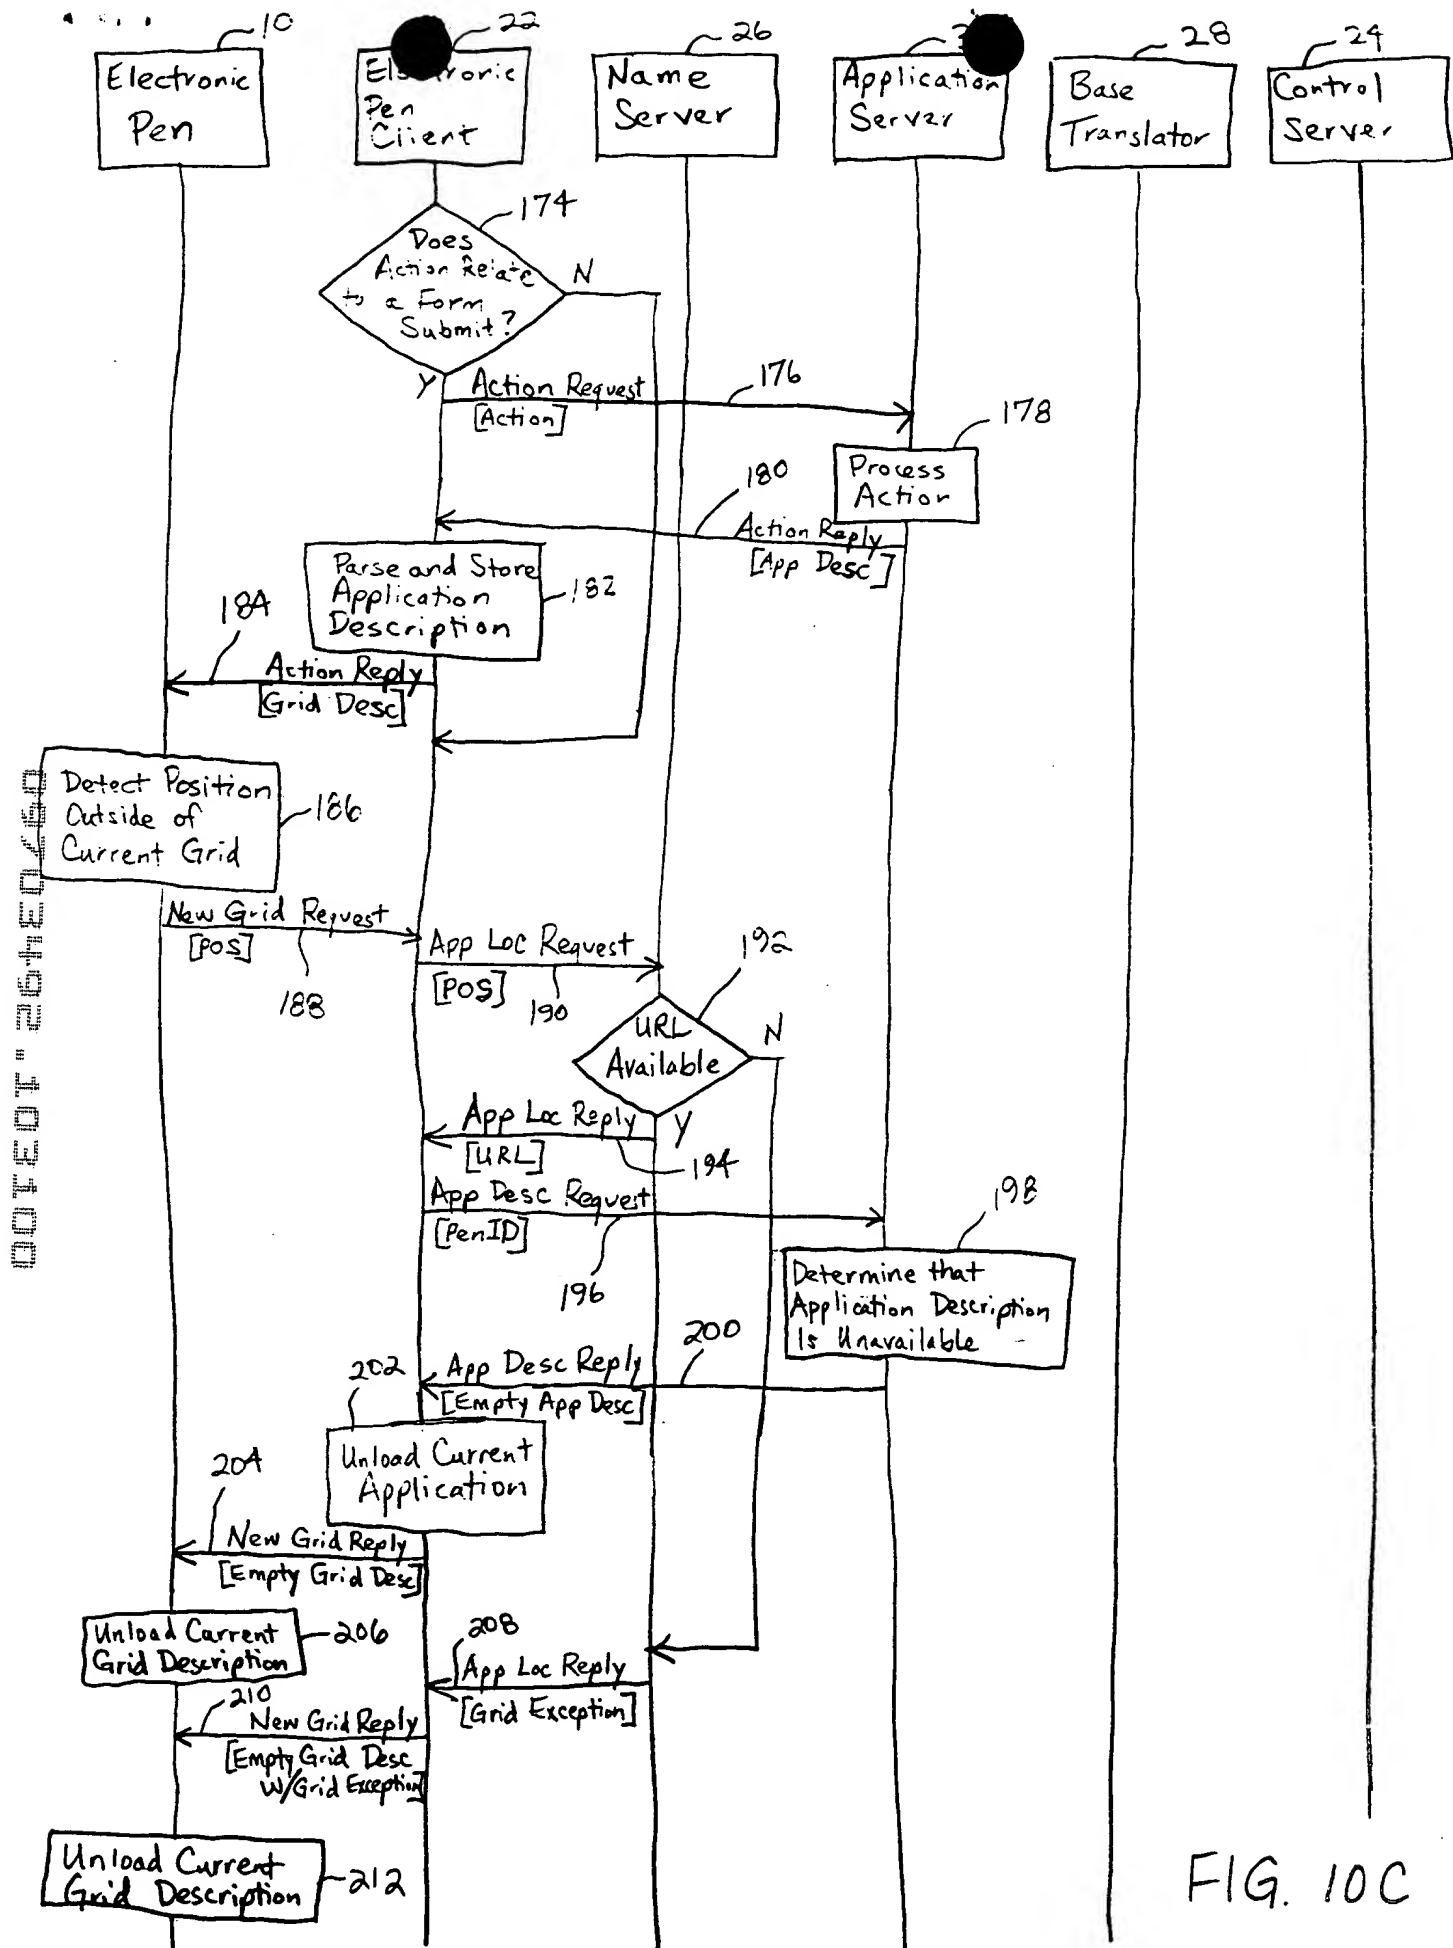 10
Electronic
Pen
22
Pen
Client
26
Name
Server
Application
Server
28
Base
Translator
24
Control
Server
174
Does
Action Relate
to a Form
Submit?
N
Y
Action Request
[Action]
176
178
Process
Action
180
Action Reply
[App Desc]
Parse and Store
Application
Description
182
184
Action Reply
[Grid Desc]
Detect Position
Outside of
Current Grid
186
New Grid Request
[POS]
188
App Loc Request
[POS]
190
192
URL
Available
N
Y
App Loc Reply
[URL]
194
App Desc Request
[PenID]
196
198
Determine that
Application Description
Is Unavailable
200
App Desc Reply
[Empty App Desc]
202
Unload Current
Application
204
New Grid Reply
[Empty Grid Desc]
Unload Current
Grid Description
206
208
App Loc Reply
[Grid Exception]
210
New Grid Reply
[Empty Grid Desc
W/Grid Exception]
Unload Current
Grid Description
212
09703492.103100
FIG. 10C